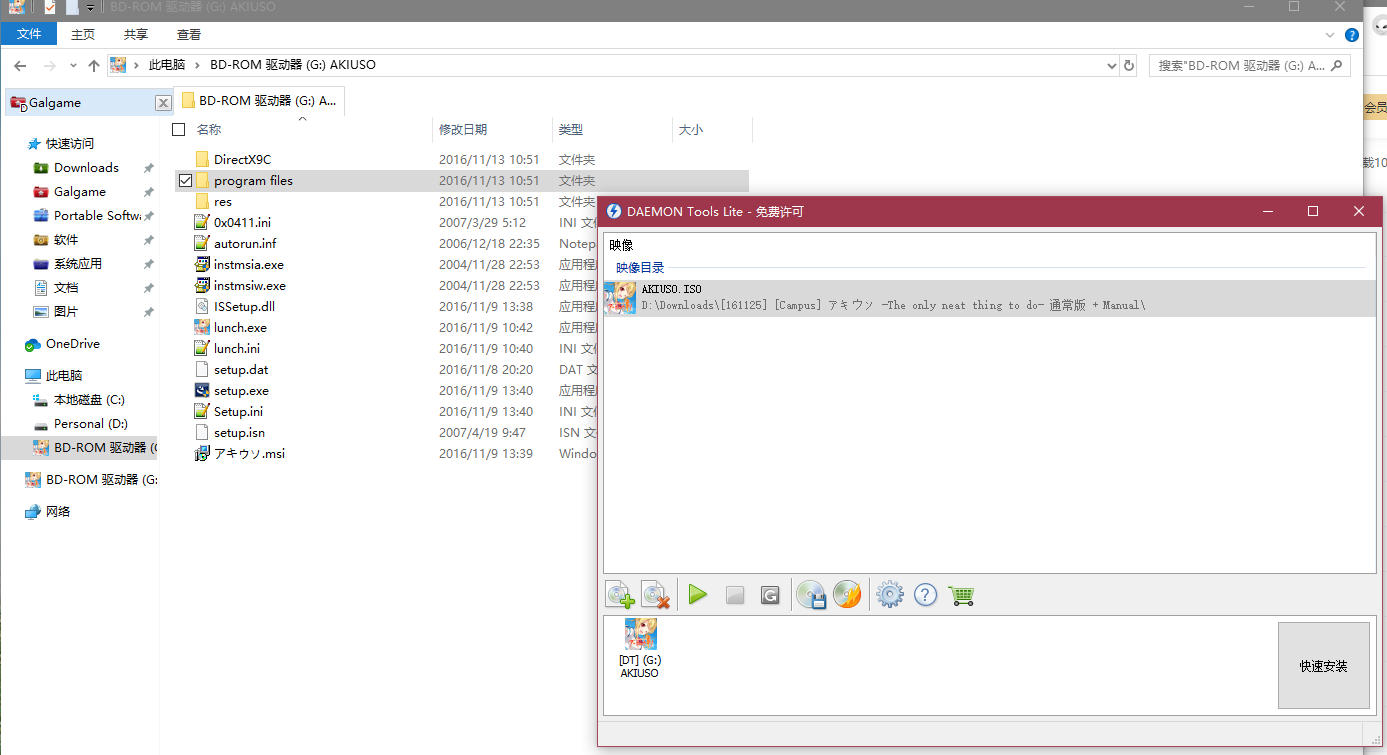 BD-ROM 驱动器 (G:) AKIUSO
文件 主页 共享 查看
此电脑 BD-ROM 驱动器 (G:) AKIUSO 搜索"BD-ROM 驱动器 (G:) A...
Galgame BD-ROM 驱动器 (G:) A...
会员
载10
名称 修改日期 类型 大小
快速访问
Downloads
Galgame
Portable Softw
软件
系统应用
文档
图片
OneDrive
此电脑
本地磁盘 (C:)
Personal (D:)
BD-ROM 驱动器 (
BD-ROM 驱动器 (G:
网络
DirectX9C 2016/11/13 10:51 文件夹
program files 2016/11/13 10:51 文件夹
res 2016/11/13 10:51 文件夹
0x0411.ini 2007/3/29 5:12 INI 文
autorun.inf 2006/12/18 22:35 Notep
instmsia.exe 2004/11/28 22:53 应用程
instmsiw.exe 2004/11/28 22:53 应用程
ISSetup.dll 2016/11/9 13:38 应用程
lunch.exe 2016/11/9 10:42 应用程
lunch.ini 2016/11/9 10:40 INI 文
setup.dat 2016/11/8 20:20 DAT 文
setup.exe 2016/11/9 13:40 应用程
Setup.ini 2016/11/9 13:40 INI 文
setup.isn 2007/4/19 9:47 ISN 文
アキウソ.msi 2016/11/9 13:39 Windo
DAEMON Tools Lite - 免费许可
映像
映像目录
AKIUSO.ISO
D:\Downloads\[161125] [Campus] アキウソ -The only neat thing to do- 通常版 + Manual\
[DT] (G:)
AKIUSO
快速安装